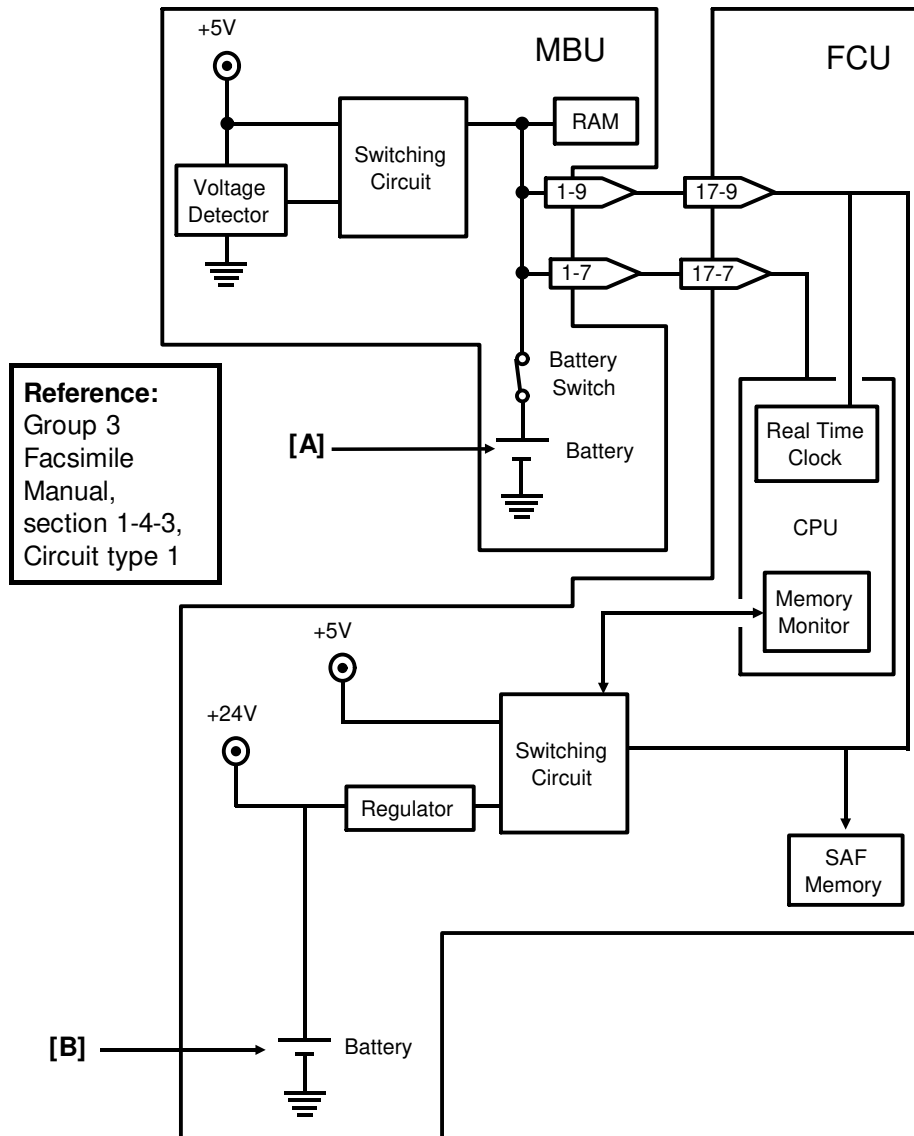 +5V
MBU
FCU
RAM
Switching
Circuit
Voltage
Detector
1-9
17-9
1-7
17-7
Battery
Switch
Reference:
Group 3
Facsimile
Manual,
section 1-4-3,
Circuit type 1
[A]
Battery
Real Time
Clock
CPU
Memory
Monitor
+5V
+24V
Switching
Circuit
Regulator
SAF
Memory
[B]
Battery